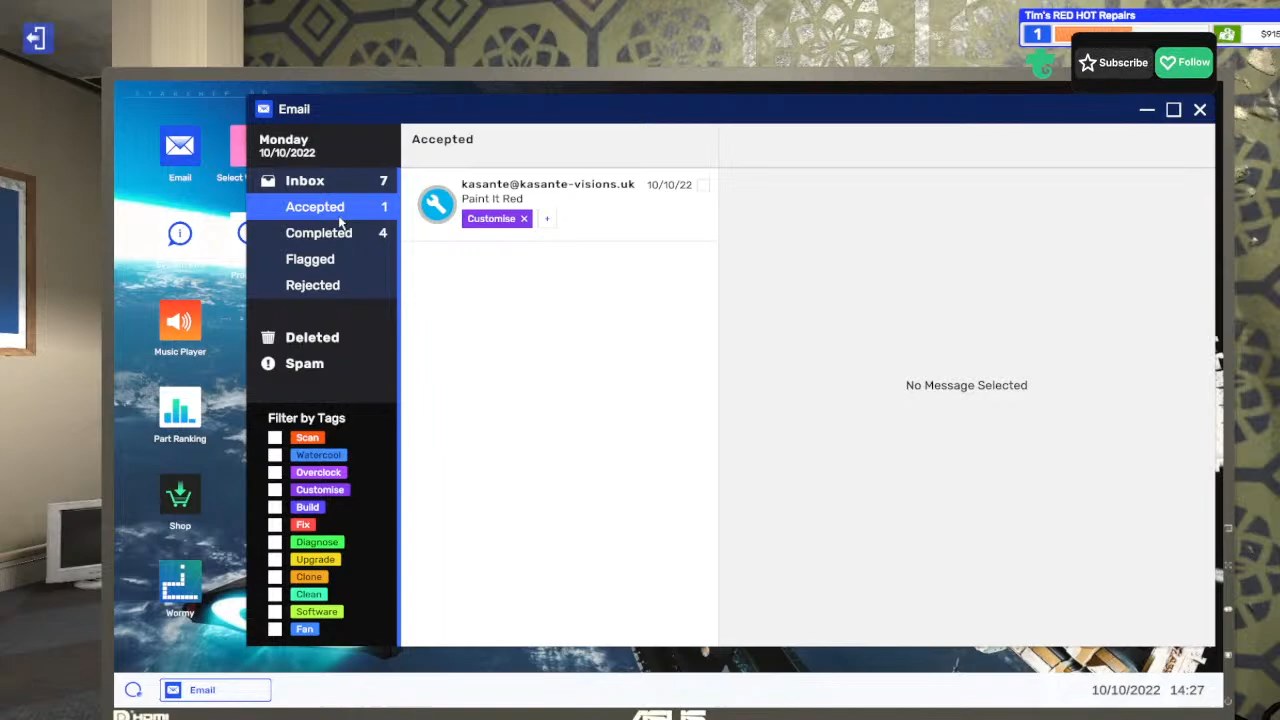 Tim's RED HOT Repairs
1
$915
Subscribe
Follow
Email
Monday
10/10/2022
Accepted
Inbox 7
Accepted 1
Completed 4
Flagged
Rejected
Deleted
Spam
Filter by Tags
Scan
Watercool
Overclock
Customise
Build
Fix
Diagnose
Upgrade
Clone
Clean
Software
Fan
kasante@kasante-visions.uk 10/10/22
Paint It Red
Customise × +
No Message Selected
Email
Music Player
Part Ranking
Shop
Wormy
Email
10/10/2022 14:27
HDMI